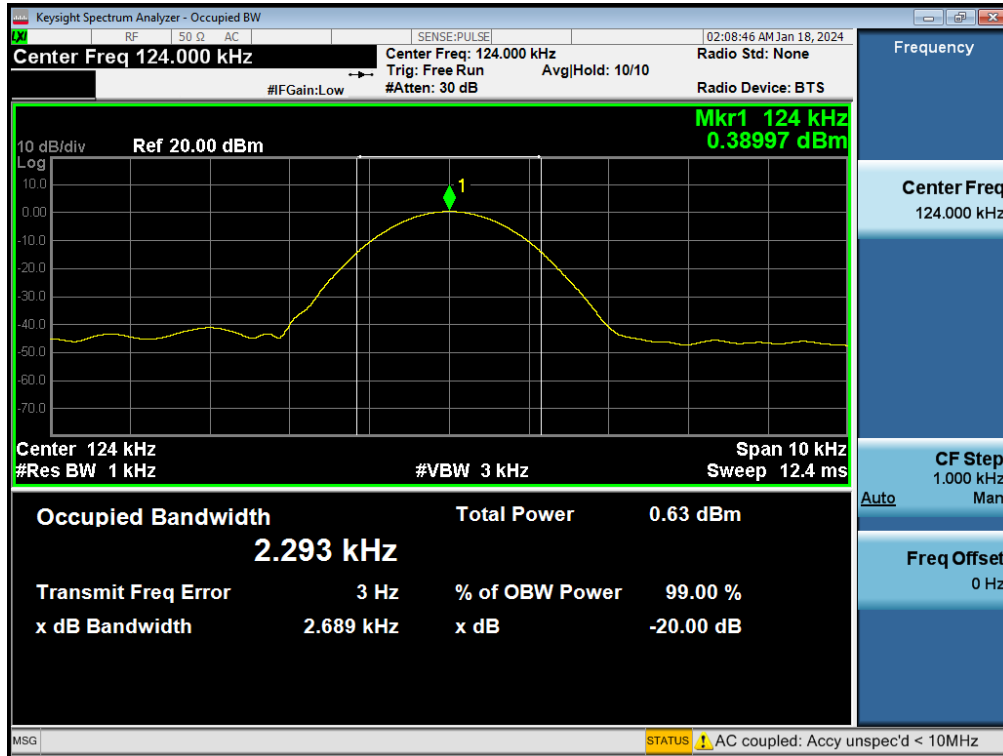 Keysight Spectrum Analyzer - Occupied BW
LXI RF 50 Ω AC SENSE:PULSE 02:08:46 AM Jan 18, 2024
Center Freq 124.000 kHz
Center Freq: 124.000 kHz
Radio Std: None
Trig: Free Run
Avg|Hold: 10/10
#IFGain:Low
#Atten: 30 dB
Radio Device: BTS
Mkr1 124 kHz
0.38997 dBm
10 dB/div
Ref 20.00 dBm
Log
10.0
0.00
-10.0
-20.0
-30.0
-40.0
-50.0
-60.0
-70.0
1
Center 124 kHz
Span 10 kHz
#Res BW 1 kHz
#VBW 3 kHz
Sweep 12.4 ms
Occupied Bandwidth
Total Power 0.63 dBm
2.293 kHz
Transmit Freq Error 3 Hz
% of OBW Power 99.00 %
x dB Bandwidth 2.689 kHz
x dB -20.00 dB
Frequency
Center Freq
124.000 kHz
CF Step
1.000 kHz
Auto Man
Freq Offset
0 Hz
MSG
STATUS
AC coupled: Accy unspec'd < 10MHz